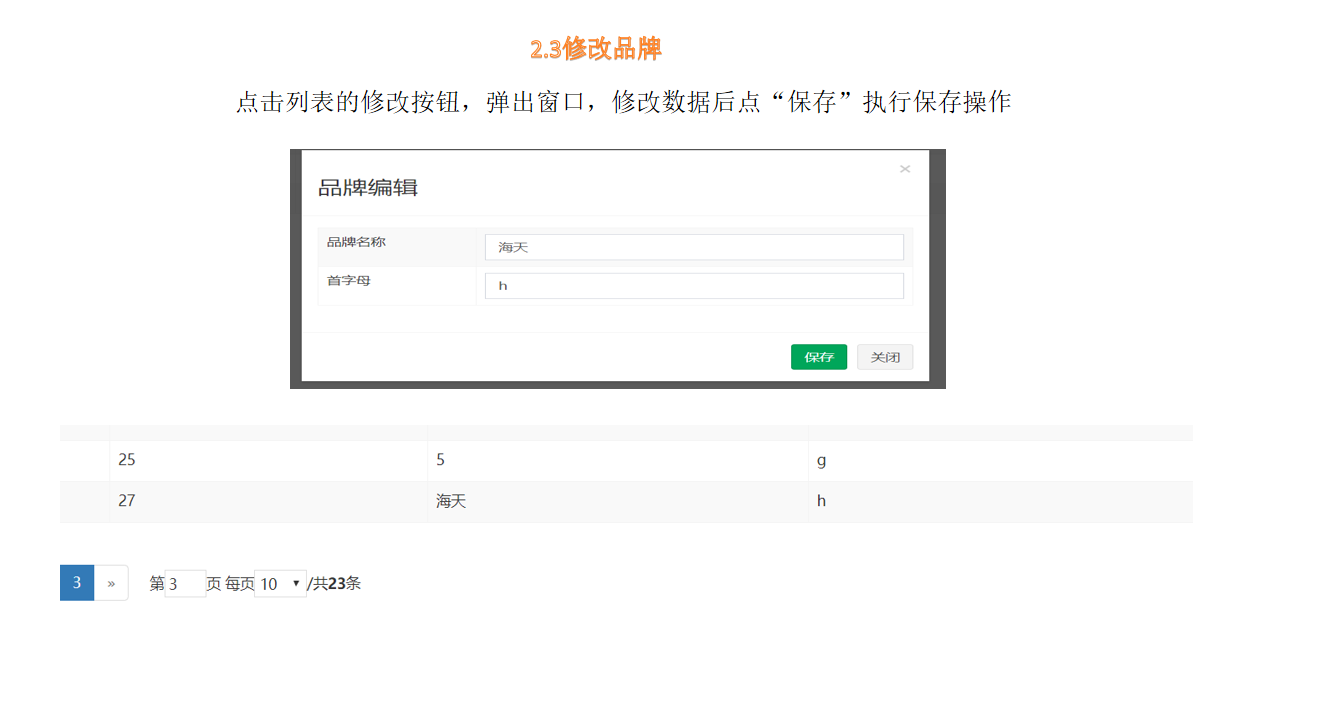 2.3修改品牌
点击列表的修改按钮，弹出窗口，修改数据后点“保存”执行保存操作
×
品牌编辑
品牌名称 海天
首字母 h
保存 关闭
25 5 g
27 海天 h
3 » 第3页 每页10 ▼/共23条